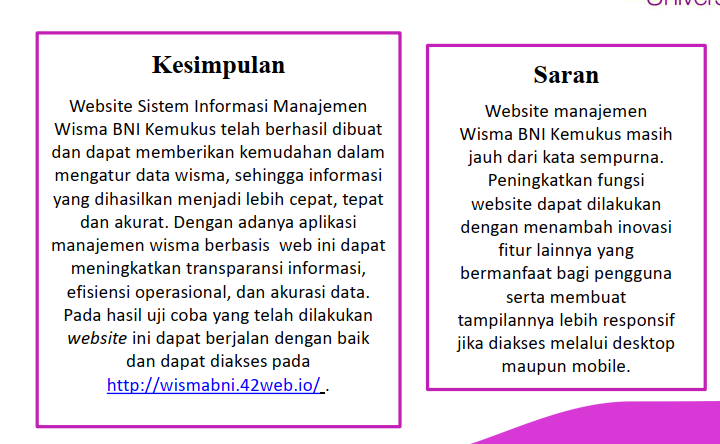 Kesimpulan
Website Sistem Informasi Manajemen
Wisma BNI Kemukus telah berhasil dibuat
dan dapat memberikan kemudahan dalam
mengatur data wisma, sehingga informasi
yang dihasilkan menjadi lebih cepat, tepat
dan akurat. Dengan adanya aplikasi
manajemen wisma berbasis web ini dapat
meningkatkan transparansi informasi,
efisiensi operasional, dan akurasi data.
Pada hasil uji coba yang telah dilakukan
website ini dapat berjalan dengan baik
dan dapat diakses pada
http://wismabni.42web.io/ .
Saran
Website manajemen
Wisma BNI Kemukus masih
jauh dari kata sempurna.
Peningkatkan fungsi
website dapat dilakukan
dengan menambah inovasi
fitur lainnya yang
bermanfaat bagi pengguna
serta membuat
tampilannya lebih responsif
jika diakses melalui desktop
maupun mobile.